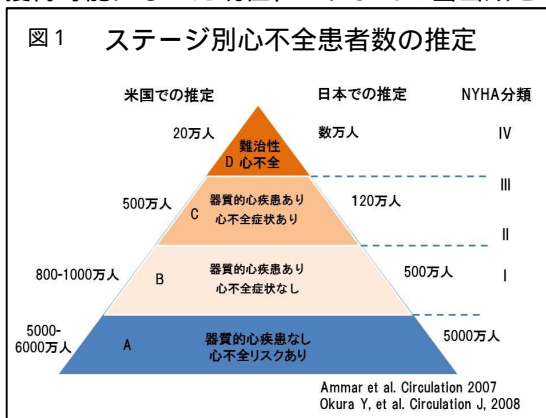 図1 ステージ別心不全患者数の推定
米国での推定 日本での推定 NYHA分類
20万人 難治性 数万人 IV
D 心不全
III
500万人 器質的心疾患あり 120万人
C 心不全症状あり
II
800-1000万人 器質的心疾患あり 500万人 I
B 心不全症状なし
5000-
6000万人 A 器質的心疾患なし 5000万人
心不全リスクあり
Ammar et al. Circulation 2007
Okura Y, et al. Circulation J, 2008